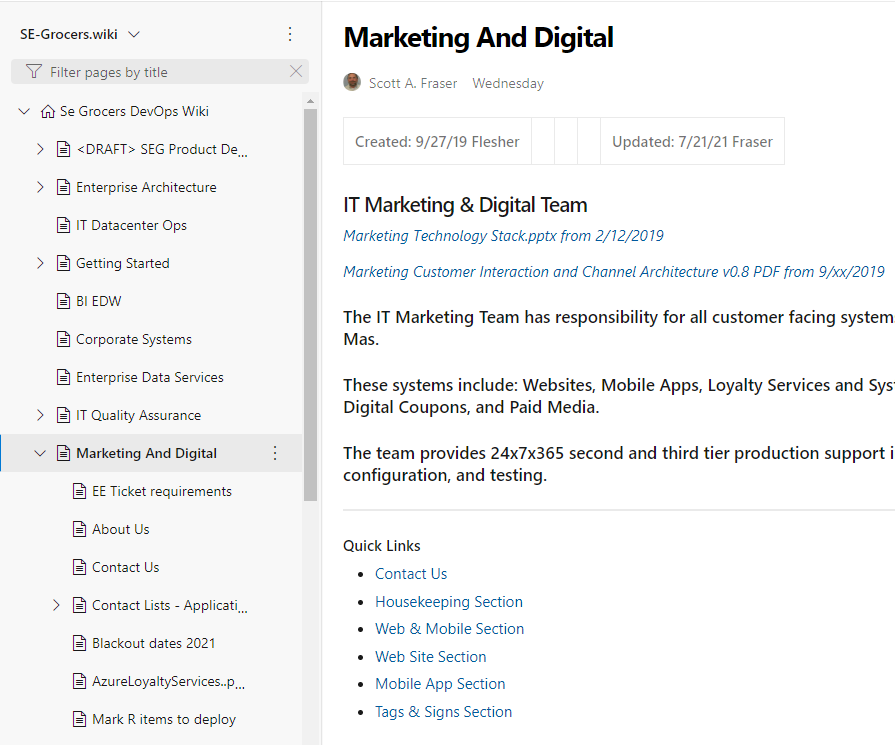 SE-Grocers.wiki
Filter pages by title
Se Grocers DevOps Wiki
<DRAFT> SEG Product De...
Enterprise Architecture
IT Datacenter Ops
Getting Started
BI EDW
Corporate Systems
Enterprise Data Services
IT Quality Assurance
Marketing And Digital
EE Ticket requirements
About Us
Contact Us
Contact Lists - Applicati...
Blackout dates 2021
AzureLoyaltyServices..p...
Mark R items to deploy
Marketing And Digital
Scott A. Fraser Wednesday
Created: 9/27/19 Flesher Updated: 7/21/21 Fraser
IT Marketing & Digital Team
Marketing Technology Stack.pptx from 2/12/2019
Marketing Customer Interaction and Channel Architecture v0.8 PDF from 9/xx/2019
The IT Marketing Team has responsibility for all customer facing system
Mas.
These systems include: Websites, Mobile Apps, Loyalty Services and Sys
Digital Coupons, and Paid Media.
The team provides 24x7x365 second and third tier production support i
configuration, and testing.
Quick Links
Contact Us
Housekeeping Section
Web & Mobile Section
Web Site Section
Mobile App Section
Tags & Signs Section